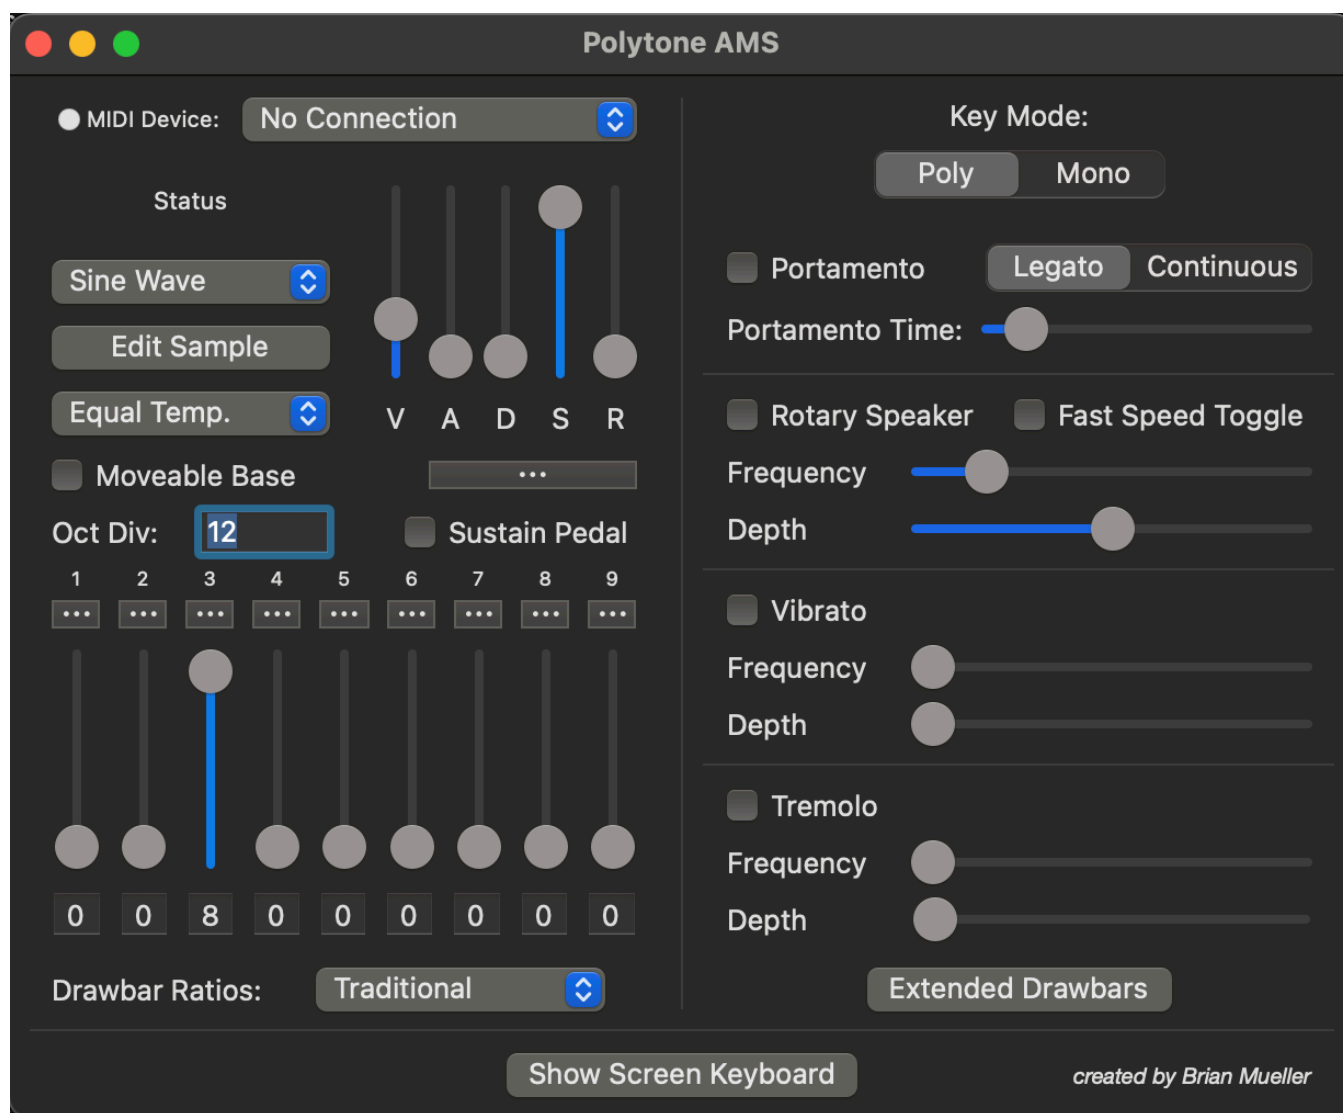 Polytone AMS
MIDI Device: No Connection
Status
Sine Wave
Edit Sample
Equal Temp.
V A D S R
Moveable Base
...
Oct Div: 12
Sustain Pedal
1 2 3 4 5 6 7 8 9
... ... ... ... ... ... ... ... ...
0 0 8 0 0 0 0 0 0
Drawbar Ratios: Traditional
Key Mode:
Poly Mono
Portamento Legato Continuous
Portamento Time:
Rotary Speaker Fast Speed Toggle
Frequency
Depth
Vibrato
Frequency
Depth
Tremolo
Frequency
Depth
Extended Drawbars
Show Screen Keyboard
created by Brian Mueller